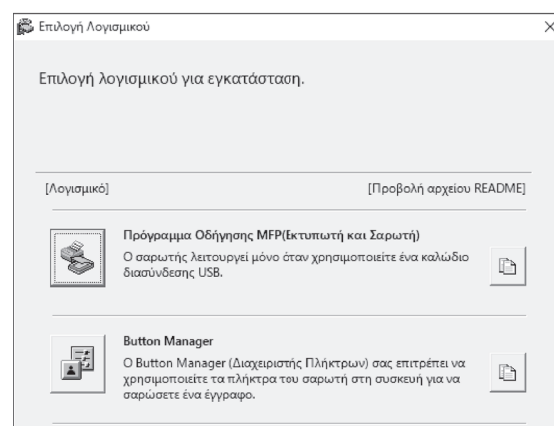 Επιλογή Λογισμικού
Επιλογή λογισμικού για εγκατάσταση.
[Λογισμικό] [Προβολή αρχείου README]
Πρόγραμμα Οδήγησης MFP(Εκτυπωτή και Σαρωτή)
Ο σαρωτής λειτουργεί μόνο όταν χρησιμοποιείτε ένα καλώδιο
διασύνδεσης USB.
Button Manager
Ο Button Manager (Διαχειριστής Πλήκτρων) σας επιτρέπει να
χρησιμοποιείτε τα πλήκτρα του σαρωτή στη συσκευή για να
σαρώσετε ένα έγγραφο.